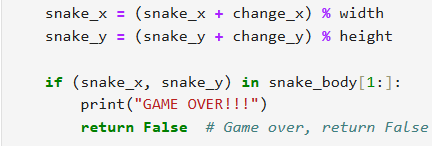 snake_x = (snake_x + change_x) % width
snake_y = (snake_y + change_y) % height
if (snake_x, snake_y) in snake_body[1:]:
print("GAME OVER!!!")
return False  # Game over, return False